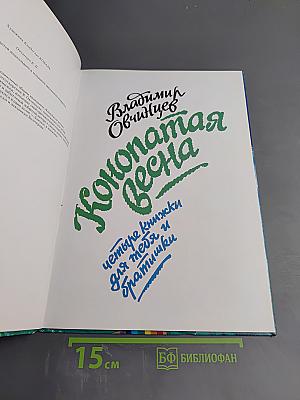 Владимир
Овчинцев
Конопатая
весна
четыре книжки
для тебя и
братишки
15 см
БФ БИБЛИОФАН